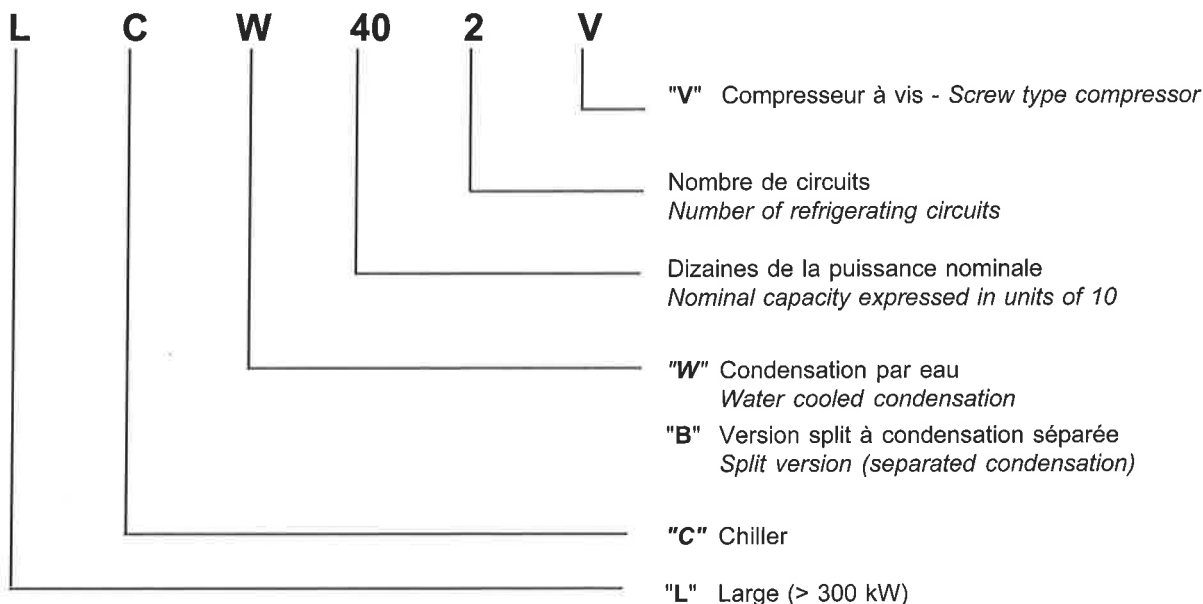 L C W 40 2 V
"V" Compresseur à vis - Screw type compressor
Nombre de circuits
Number of refrigerating circuits
Dizaines de la puissance nominale
Nominal capacity expressed in units of 10
"W" Condensation par eau
Water cooled condensation
"B" Version split à condensation séparée
Split version (separated condensation)
"C" Chiller
"L" Large (> 300 kW)